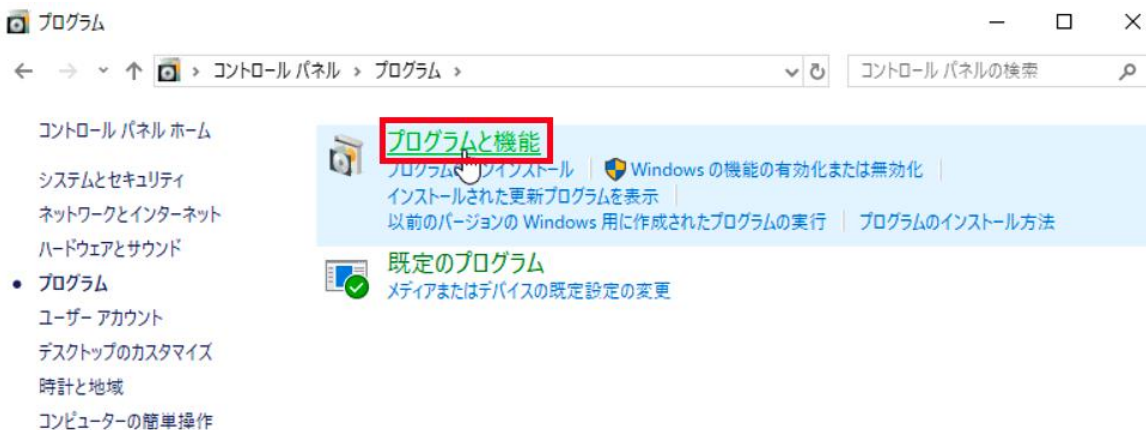 プログラム
コントロール パネル › プログラム ›
コントロール パネルの検索
コントロール パネル ホーム
システムとセキュリティ
ネットワークとインターネット
ハードウェアとサウンド
プログラム
ユーザー アカウント
デスクトップのカスタマイズ
時計と地域
コンピューターの簡単操作
プログラムと機能
プログラム ンインストール Windows の機能の有効化または無効化
インストールされた更新プログラムを表示
以前のバージョンの Windows 用に作成されたプログラムの実行 プログラムのインストール方法
既定のプログラム
メディアまたはデバイスの既定設定の変更